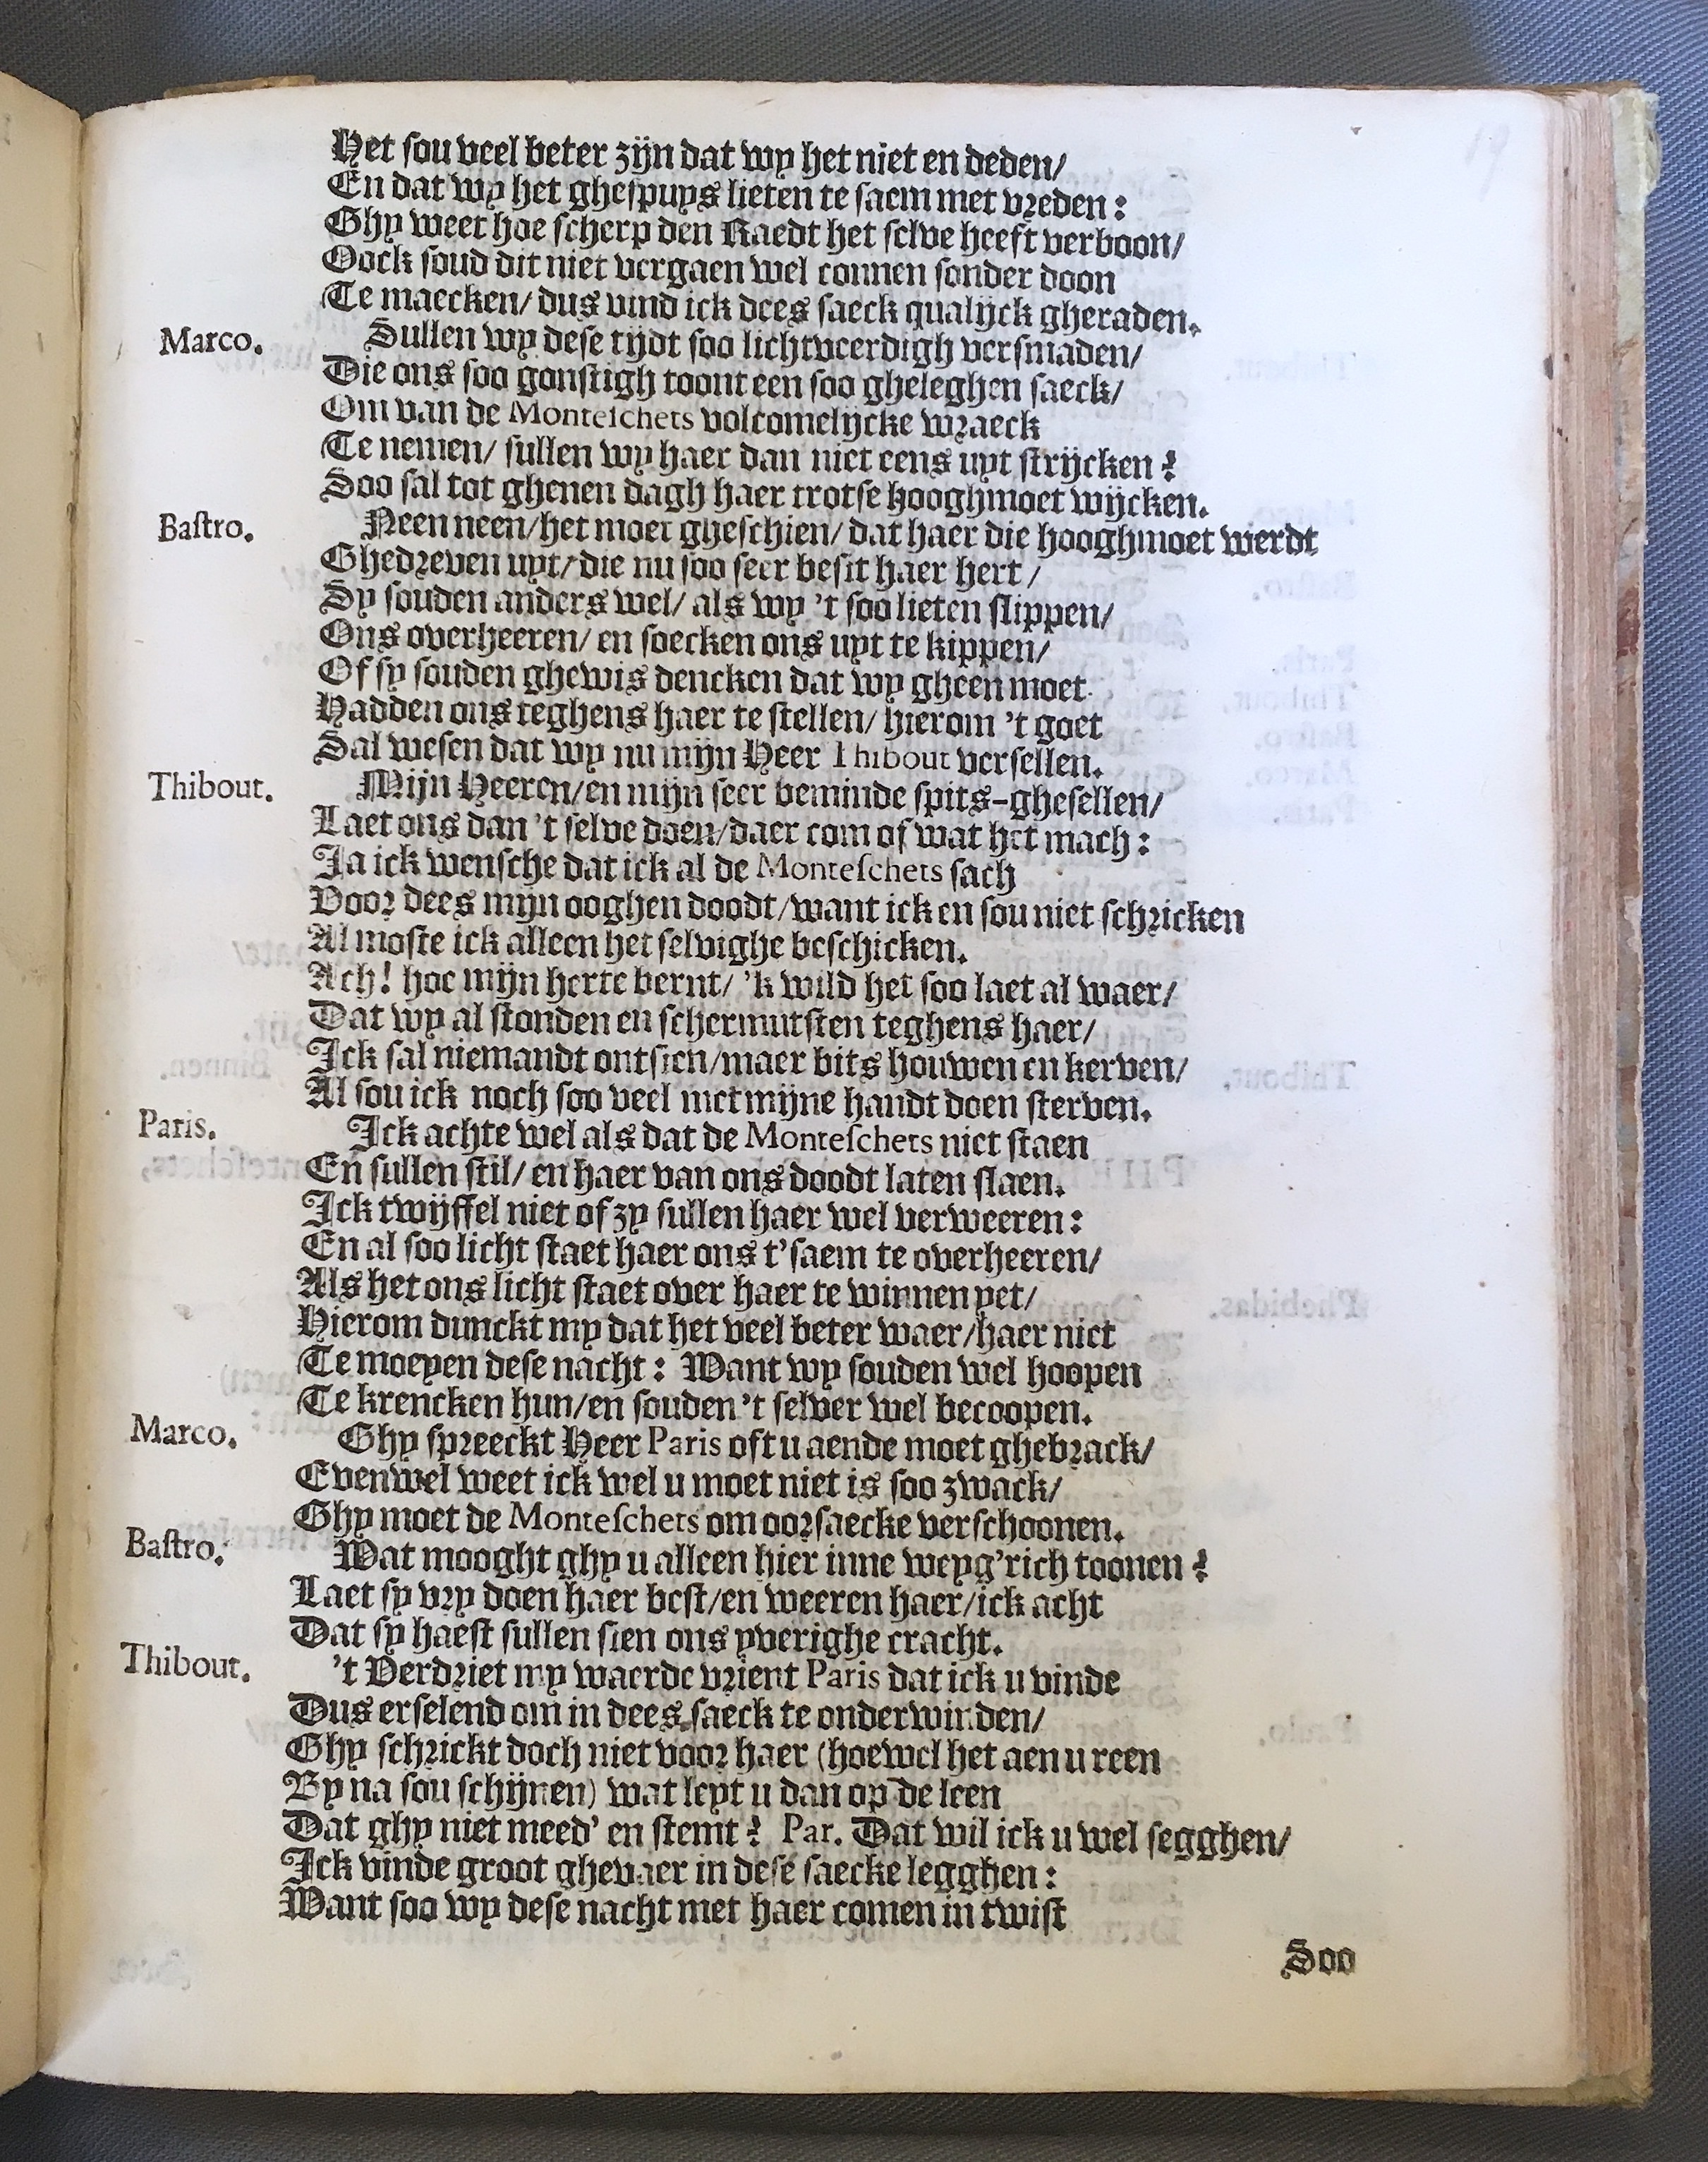 19
Het sou veel beter zijn dat wy het niet en deden/
En dat wy het ghespuys lieten te saem met vreden:
Ghy weet hoe scherp den Raedt het selve heeft verboon/
Oock soud dit niet vergaen wel connen sonder doon
Te maecken/ dus vind ick dees saeck qualijck gheraden.
Marco. Sullen wy dese tijdt soo lichtveerdigh versmaden/
Die ons soo gonstigh toont een soo gheleghen saeck/
Om van de Monteschets volcomelijcke wraeck
Te nemen/ sullen wy haer dan niet eens uyt strijcken?
Soo sal tot ghenen dagh haer trotse hooghmoet wijcken.
Bastro. Neen neen/ het moet gheschien/ dat haer die hooghmoet werdt
Ghedreven uyt/ die nu soo seer besit haer hert/
Sy souden anders wel/ als wy 't soo lieten slippen/
Ons overheeren/ en soecken ons uyt te kippen/
Of sy souden ghewis dencken dat wy gheen moet
Hadden ons teghens haer te stellen/ hierom 't goet
Sal wesen dat wy nu mijn Heer Thibout versellen.
Thibout. Mijn Heeren/ en mijn seer beminde spits-ghesellen/
Laet ons dan 't selve doen/ daer com of wat het mach:
Ja ick wensche dat ick al de Monteschets sach
Voor dees mijn ooghen doodt/ want ick en sou niet schricken
Al moste ick alleen het selvighe beschicken.
Ach! hoe mijn herte bernt/ 'k wild het soo laet al waer/
Dat wy al stonden en schermutsten teghens haer/
Ick sal niemandt ontsien/ maer bits houwen en kerven/
Al sou ick noch soo veel met mijne handt doen sterven.
Paris. Ick achte wel als dat de Monteschets niet staen
En sullen stil/ en haer van ons doodt laten slaen.
Ick twijffel niet of zy sullen haer wel verweeren:
En al soo licht staet haer ons t'saem te overheeren/
Als het ons licht staet over haer te winnen yet/
Hierom dunckt my dat het veel beter waer/ haer niet
Te moeyen dese nacht: Want wy souden wel hoopen
Te krencken hun/ en souden 't selver wel becoopen.
Marco. Ghy spreeckt Heer Paris oft u aende moet ghebrack/
Evenwel weet ick wel u moet niet is soo zwack/
Ghy moet de Monteschets om oorsaecke verschoonen.
Bastro. Wat mooght ghy u alleen hier inne weyg'rich toonen?
Laet sy vry doen haer best/ en weeren haer/ ick acht
Dat sy haest sullen sien ons yverighe cracht.
Thibout. 't Verdriet my waerde vrient Paris dat ick u vinde
Dus erselend om in dees saeck te onderwinden/
Ghy schrickt doch niet voor haer (hoewel het aen u reen
By na sou schijnen) wat leyt u dan op de leen
Dat ghy niet meed' en stemt? Par. Dat wil ick u wel segghen/
Ick vinde groot ghevaer in dese saecke legghen:
Want soo wy dese nacht met haer comen in twist
Soo